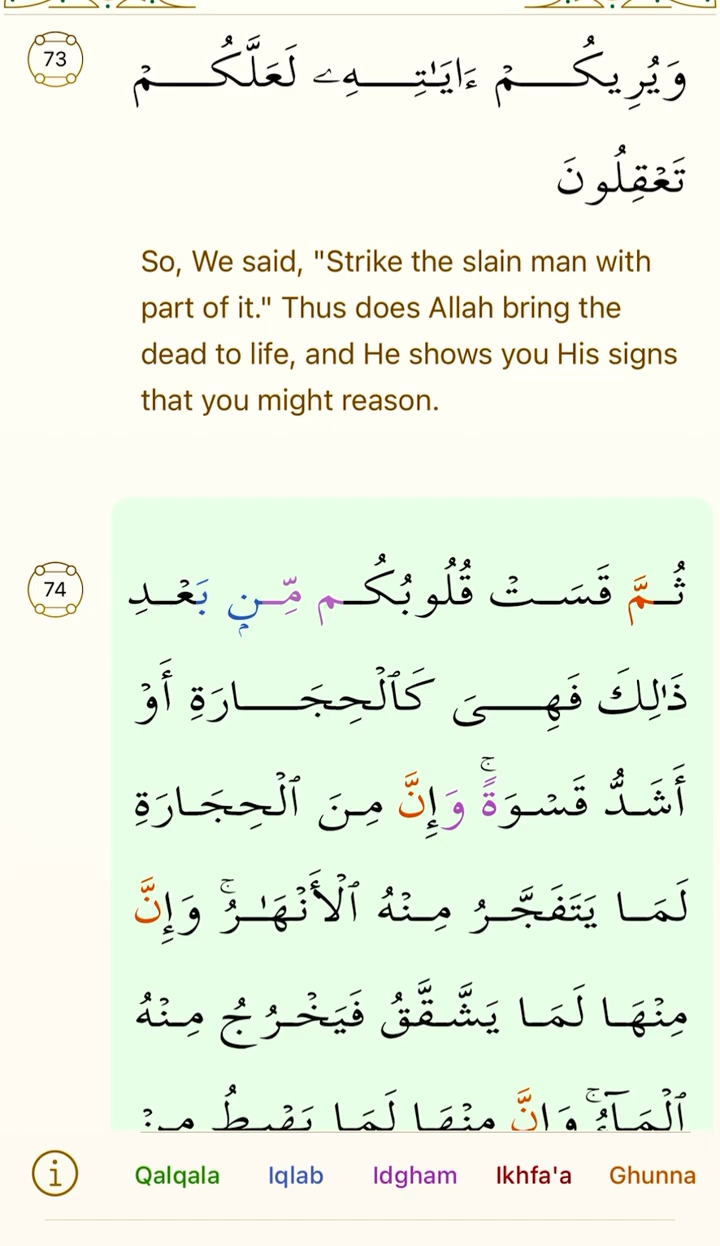 73
وَيُرِيكُمْ ءَايَـٰتِهِۦ لَعَلَّكُمْ
تَعْقِلُونَ
So, We said, "Strike the slain man with
part of it." Thus does Allah bring the
dead to life, and He shows you His signs
that you might reason.
74
ثُمَّ قَسَتْ قُلُوبُكُم مِّنۢ بَعْدِ
ذَٰلِكَ فَهِىَ كَٱلْحِجَارَةِ أَوْ
أَشَدُّ قَسْوَةً ۚ وَإِنَّ مِنَ ٱلْحِجَارَةِ
لَمَا يَتَفَجَّرُ مِنْهُ ٱلْأَنْهَـٰرُ ۚ وَإِنَّ
مِنْهَا لَمَا يَشَّقَّقُ فَيَخْرُجُ مِنْهُ
ٱلْمَآءُ ۚ وَإِنَّ مِنْهَا لَمَا يَهْبِطُ مِنْ
Qalqala Iqlab Idgham Ikhfa'a Ghunna